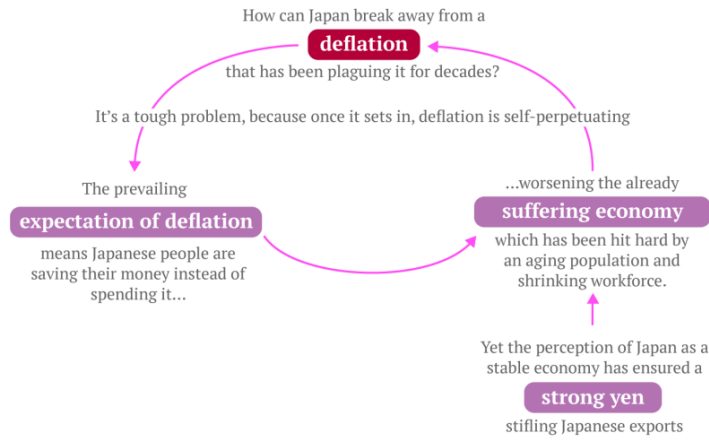 How can Japan break away from a
deflation
that has been plaguing it for decades?
It’s a tough problem, because once it sets in, deflation is self-perpetuating
The prevailing
expectation of deflation
means Japanese people are
saving their money instead of
spending it…
…worsening the already
suffering economy
which has been hit hard by
an aging population and
shrinking workforce.
Yet the perception of Japan as a
stable economy has ensured a
strong yen
stifling Japanese exports